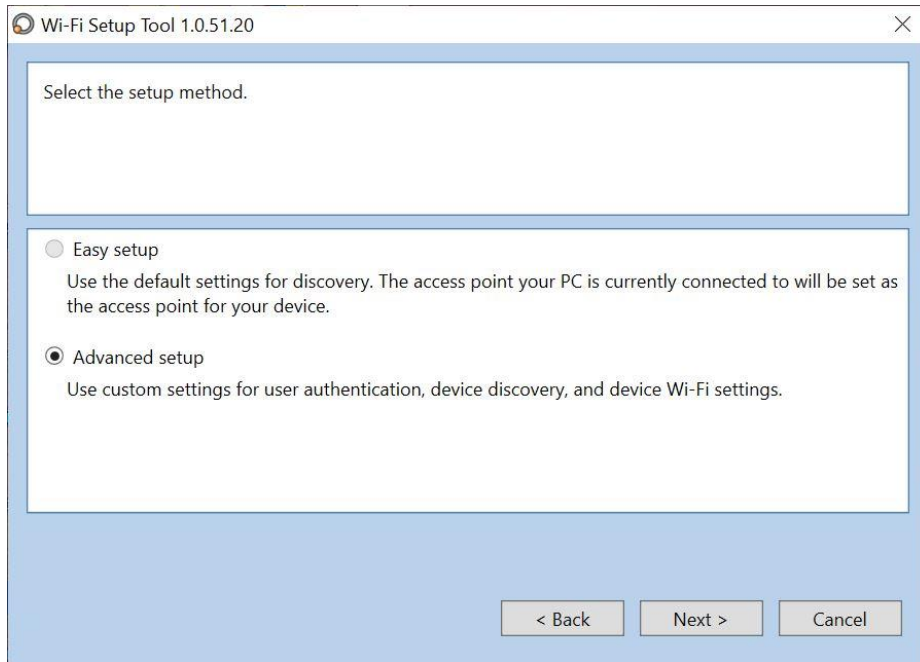 Wi-Fi Setup Tool 1.0.51.20
Select the setup method.
Easy setup
Use the default settings for discovery. The access point your PC is currently connected to will be set as
the access point for your device.
Advanced setup
Use custom settings for user authentication, device discovery, and device Wi-Fi settings.
< Back
Next >
Cancel